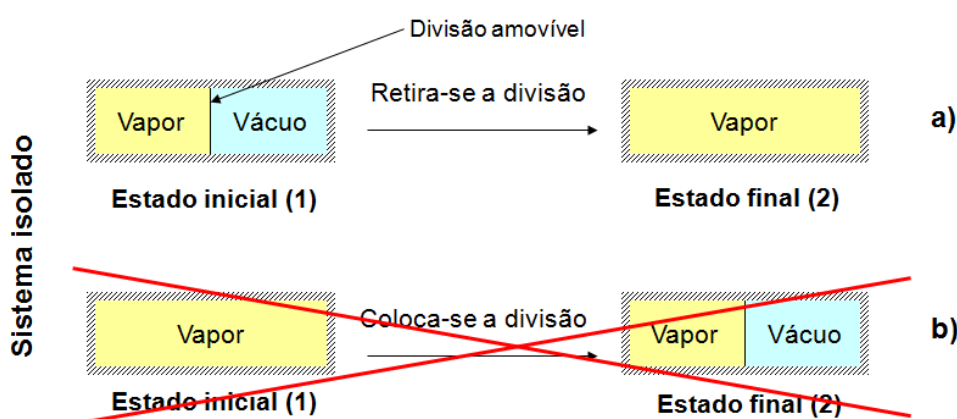 Divisão amovível
Vapor
Vácuo
Retira-se a divisão
Vapor
a)
Estado inicial (1)
Estado final (2)
Sistema isolado
Vapor
Coloca-se a divisão
Vapor
Vácuo
b)
Estado inicial (1)
Estado final (2)